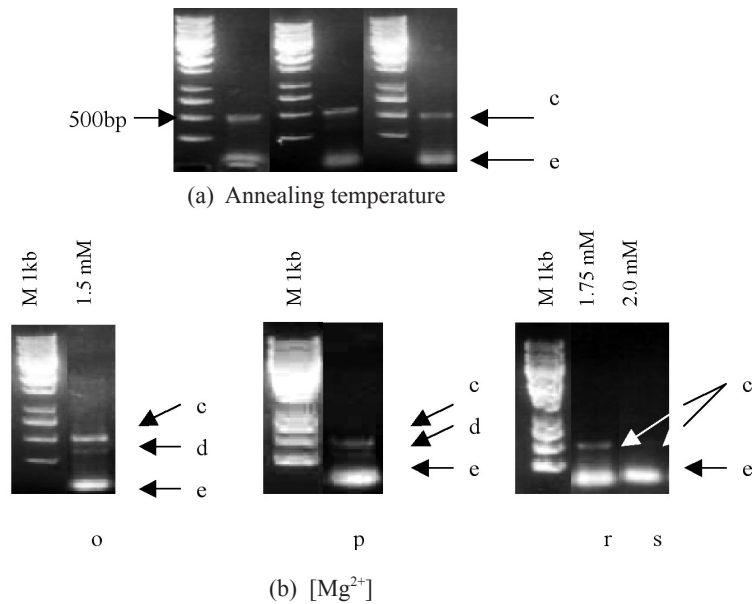 500bp
c
e
(a) Annealing temperature
M 1kb
1.5 mM
M 1kb
M 1kb
1.75 mM
2.0 mM
c
d
e
c
d
e
c
e
o
p
r
s
(b) [Mg²⁺]